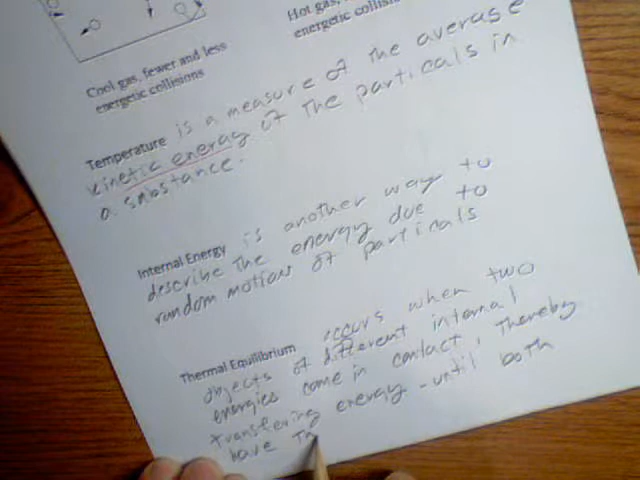 Hot gas,
energetic collisio
Cool gas, fewer and less
energetic collisions
Temperature is a measure of the average
kinetic energy of the particals in
a substance.
Internal Energy is another way to
describe the energy due to
random motion of particals
Thermal Equilibrium occurs when two
objects of different internal
energies come in contact, thereby
transfering energy - until both
have